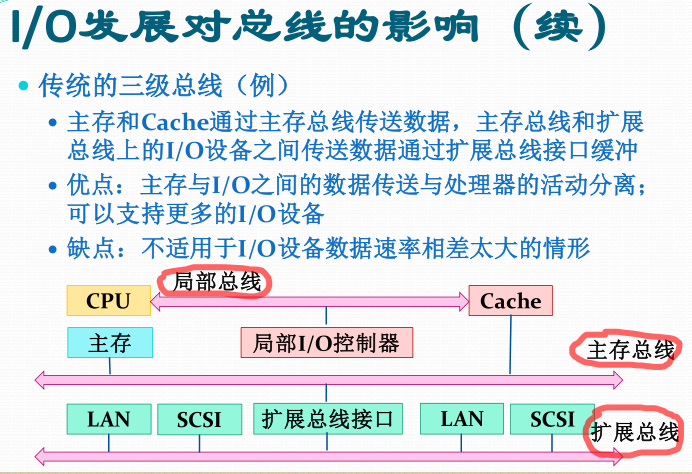 I/O发展对总线的影响（续）
传统的三级总线（例）
主存和Cache通过主存总线传送数据，主存总线和扩展
总线上的I/O设备之间传送数据通过扩展总线接口缓冲
优点：主存与I/O之间的数据传送与处理器的活动分离；
可以支持更多的I/O设备
缺点：不适用于I/O设备数据速率相差太大的情形
局部总线
CPU
Cache
主存
局部I/O控制器
主存总线
LAN
SCSI
扩展总线接口
LAN
SCSI
扩展总线